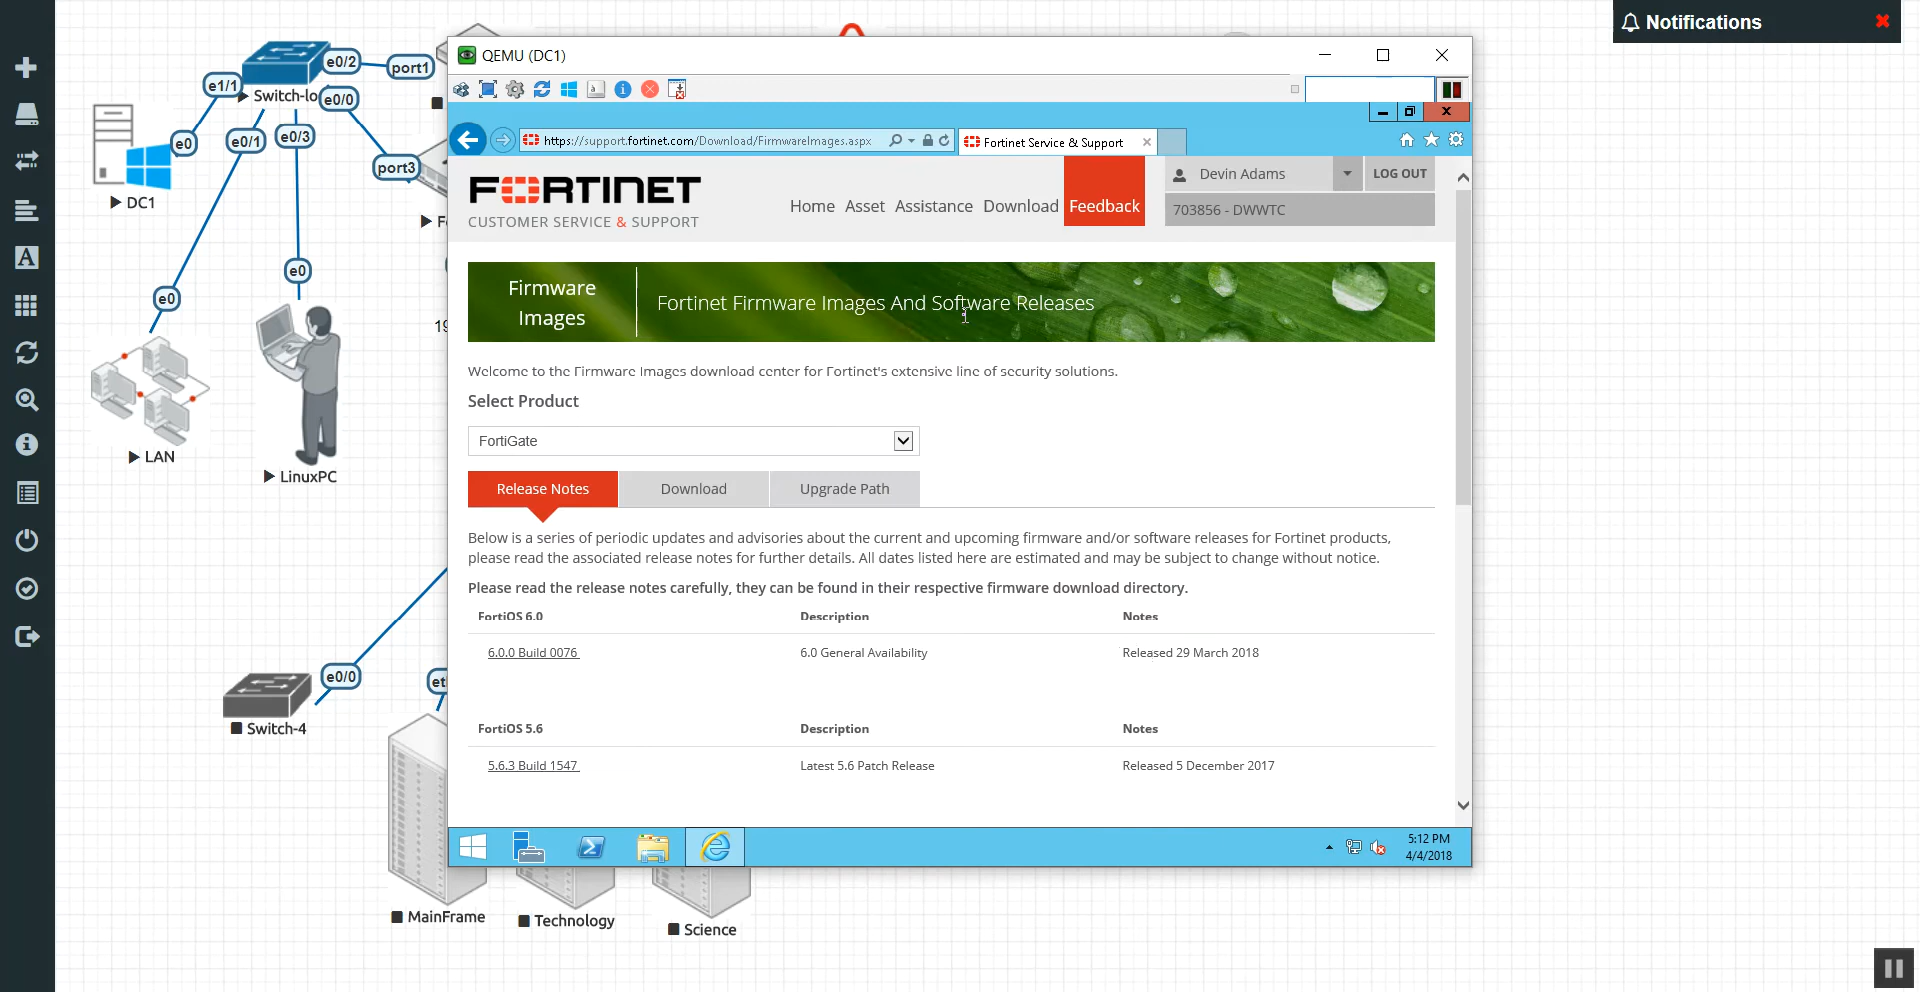 Notifications
QEMU (DC1)
https://support.fortinet.com/Download/FirmwareImages.aspx
Fortinet Service & Support
FORTINET
CUSTOMER SERVICE & SUPPORT
Home
Asset
Assistance
Download
Feedback
Devin Adams
LOG OUT
703856 - DWWTC
Firmware
Images
Fortinet Firmware Images And Software Releases
Welcome to the Firmware Images download center for Fortinet's extensive line of security solutions.
Select Product
FortiGate
Release Notes
Download
Upgrade Path
Below is a series of periodic updates and advisories about the current and upcoming firmware and/or software releases for Fortinet products,
please read the associated release notes for further details. All dates listed here are estimated and may be subject to change without notice.
Please read the release notes carefully, they can be found in their respective firmware download directory.
FortiOS 6.0 Description Notes
6.0.0 Build 0076 6.0 General Availability Released 29 March 2018
FortiOS 5.6 Description Notes
5.6.3 Build 1547 Latest 5.6 Patch Release Released 5 December 2017
5:12 PM
4/4/2018
e0/2
port1
e1/1
Switch-lo
e0/0
e0
e0/1
e0/3
port3
DC1
e0
e0
LAN
LinuxPC
e0/0
Switch-4
MainFrame
Technology
Science